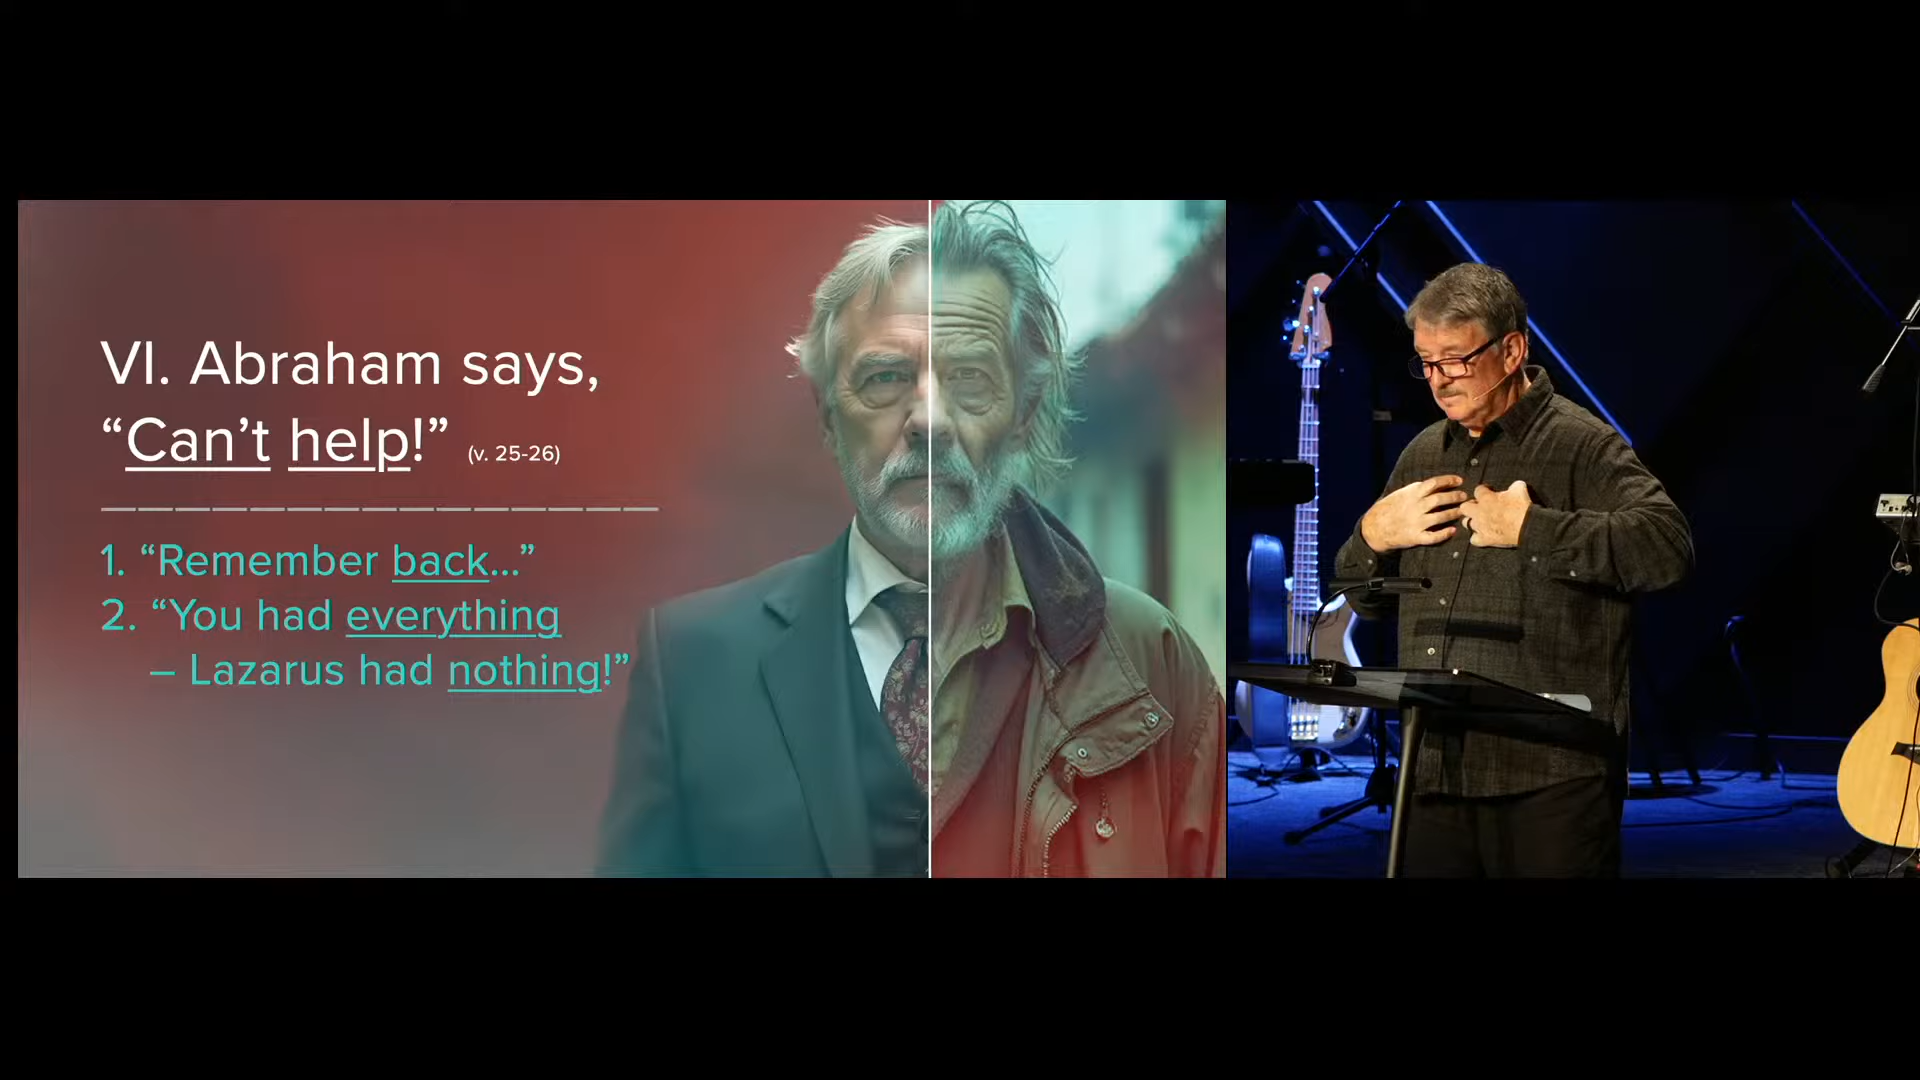 VI. Abraham says,
“Can’t help!” (v. 25-26)
1. “Remember back...”
2. “You had everything
– Lazarus had nothing!”